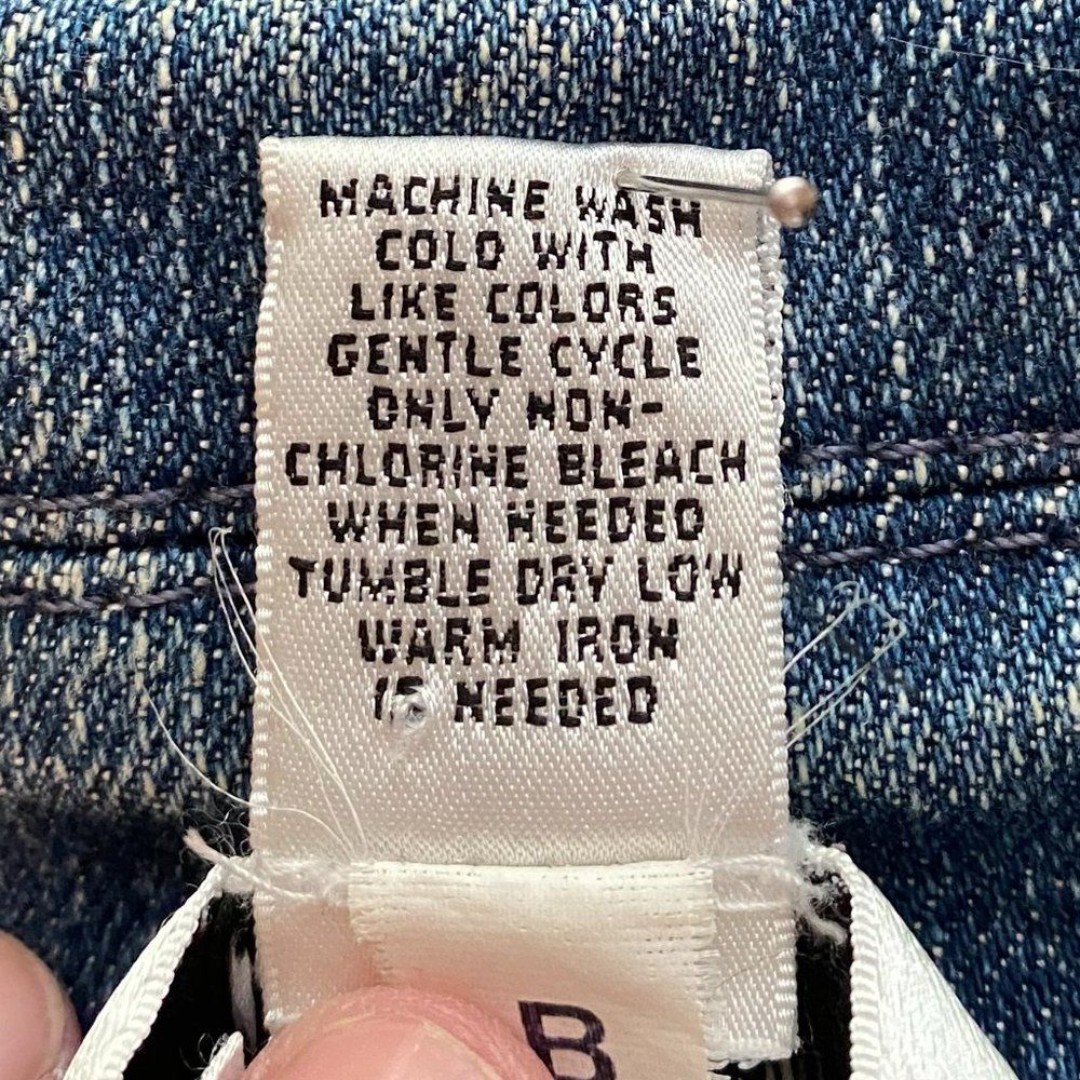 MACHINE WASH
COLD WITH
LIKE COLORS
GENTLE CYCLE
ONLY NON-
CHLORINE BLEACH
WHEN NEEDED
TUMBLE DRY LOW
WARM IRON
IF NEEDED
B